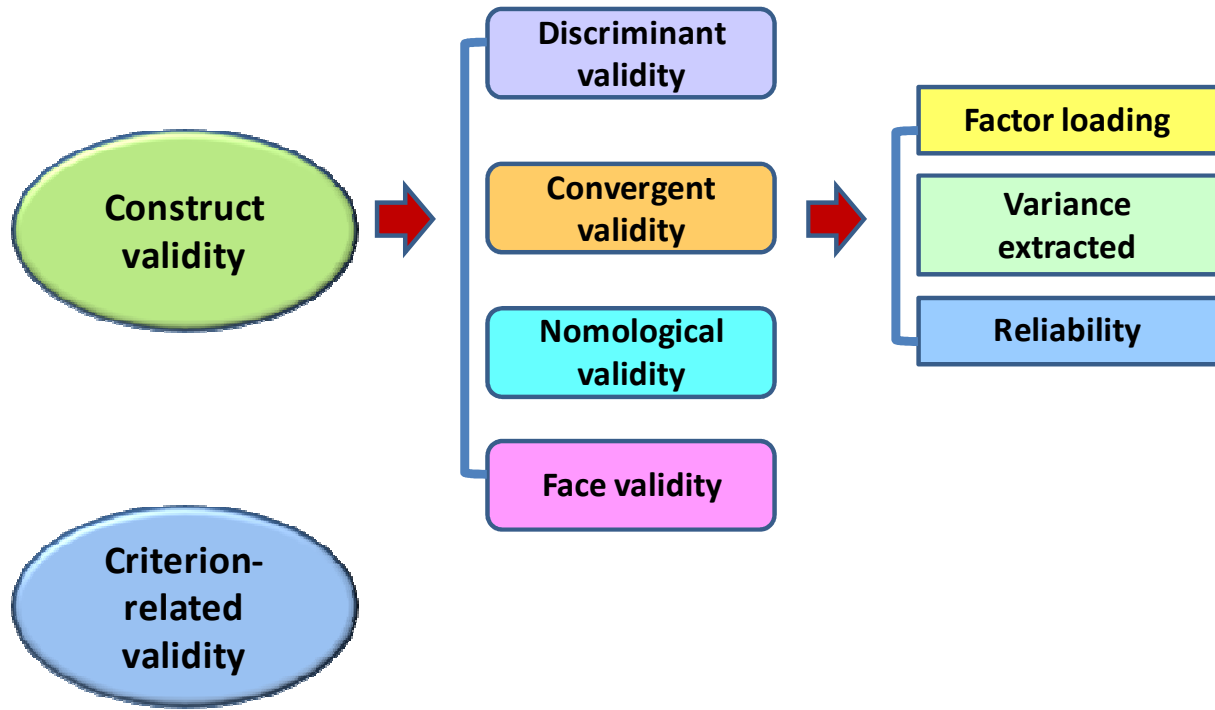 Construct
validity
Criterion-
related
validity
Discriminant
validity
Convergent
validity
Nomological
validity
Face validity
Factor loading
Variance
extracted
Reliability